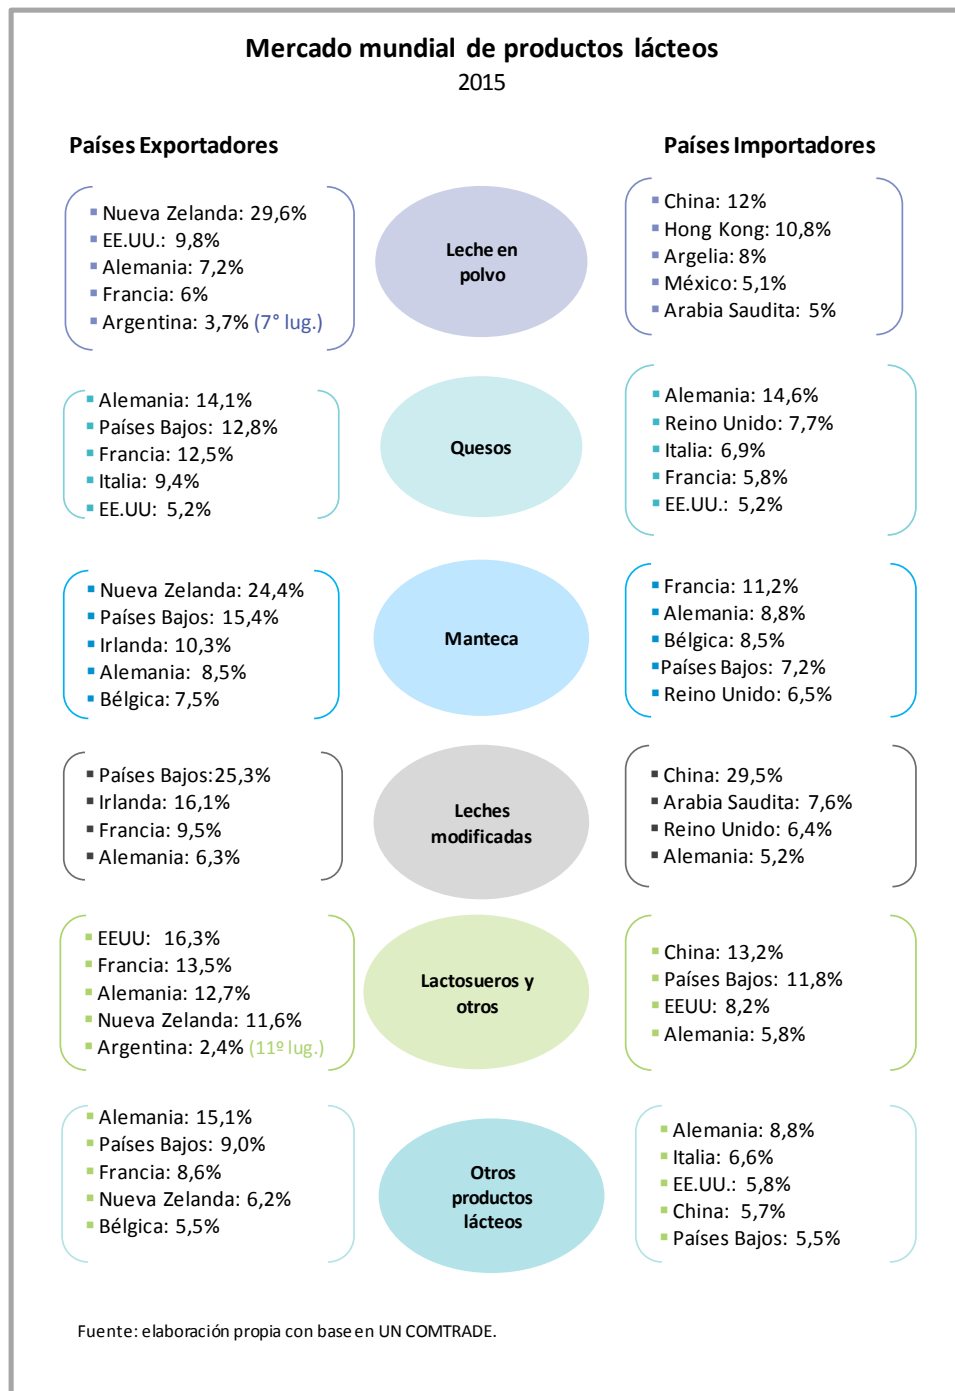 Mercado mundial de productos lácteos
2015
Países Exportadores
Países Importadores
Nueva Zelanda: 29,6%
EE.UU.: 9,8%
Alemania: 7,2%
Francia: 6%
Argentina: 3,7% (7° lug.)
Leche en
polvo
China: 12%
Hong Kong: 10,8%
Argelia: 8%
México: 5,1%
Arabia Saudita: 5%
Alemania: 14,1%
Países Bajos: 12,8%
Francia: 12,5%
Italia: 9,4%
EE.UU: 5,2%
Quesos
Alemania: 14,6%
Reino Unido: 7,7%
Italia: 6,9%
Francia: 5,8%
EE.UU.: 5,2%
Nueva Zelanda: 24,4%
Países Bajos: 15,4%
Irlanda: 10,3%
Alemania: 8,5%
Bélgica: 7,5%
Manteca
Francia: 11,2%
Alemania: 8,8%
Bélgica: 8,5%
Países Bajos: 7,2%
Reino Unido: 6,5%
Países Bajos:25,3%
Irlanda: 16,1%
Francia: 9,5%
Alemania: 6,3%
Leches
modificadas
China: 29,5%
Arabia Saudita: 7,6%
Reino Unido: 6,4%
Alemania: 5,2%
EEUU: 16,3%
Francia: 13,5%
Alemania: 12,7%
Nueva Zelanda: 11,6%
Argentina: 2,4% (11º lug.)
Lactosueros y
otros
China: 13,2%
Países Bajos: 11,8%
EEUU: 8,2%
Alemania: 5,8%
Alemania: 15,1%
Países Bajos: 9,0%
Francia: 8,6%
Nueva Zelanda: 6,2%
Bélgica: 5,5%
Otros
productos
lácteos
Alemania: 8,8%
Italia: 6,6%
EE.UU.: 5,8%
China: 5,7%
Países Bajos: 5,5%
Fuente: elaboración propia con base en UN COMTRADE.